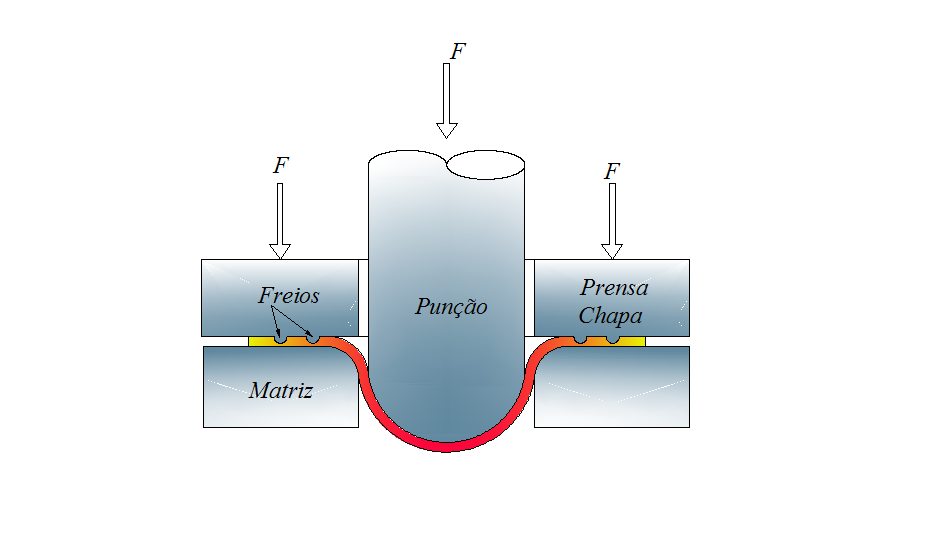 F
F
F
Freios
Prensa
Chapa
Punção
Matriz